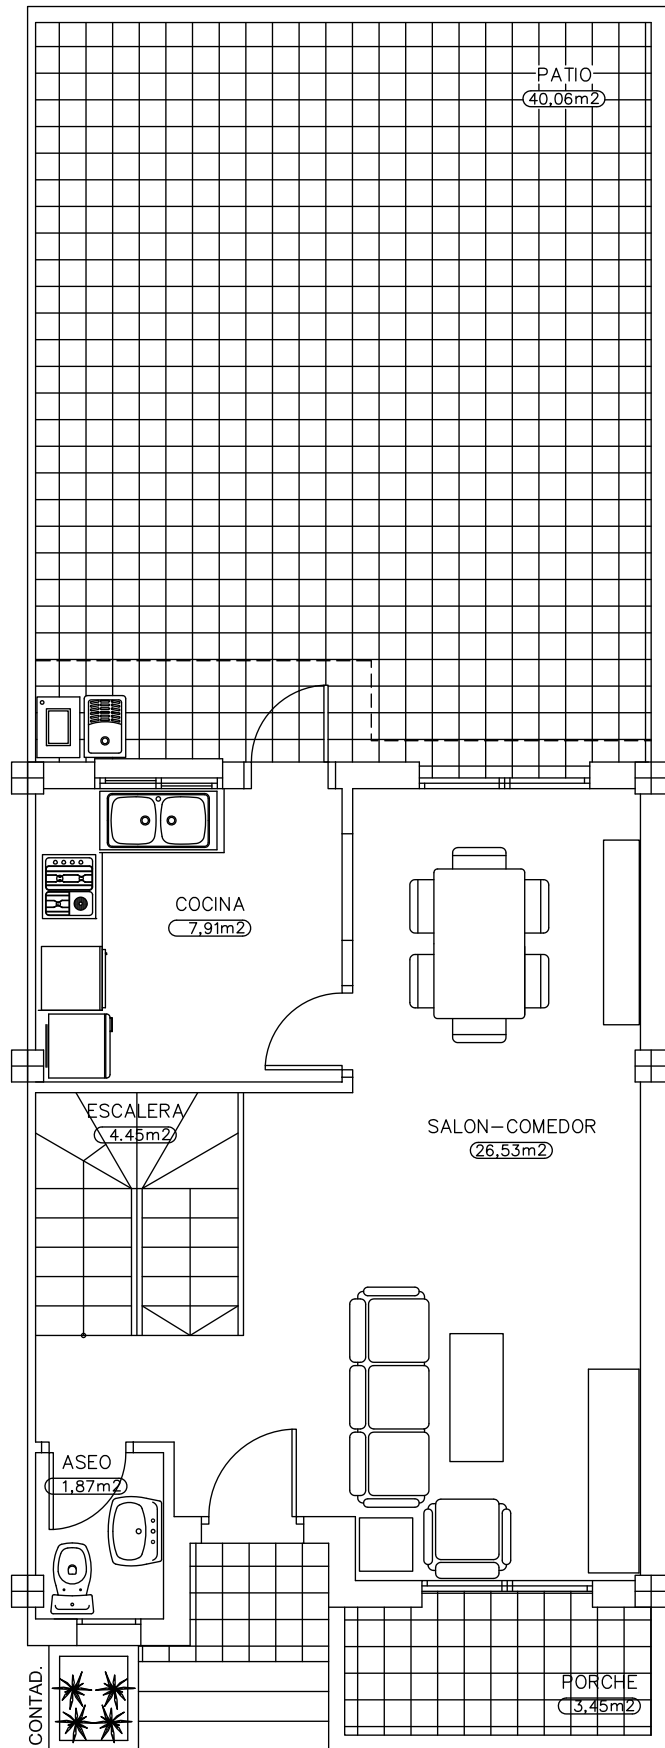 PATIO
40,06m2
COCINA
7,91m2
ESCALERA
4.45m2
SALON-COMEDOR
26,53m2
ASEO
1,87m2
CONTAD.
PORCHE
3,45m2